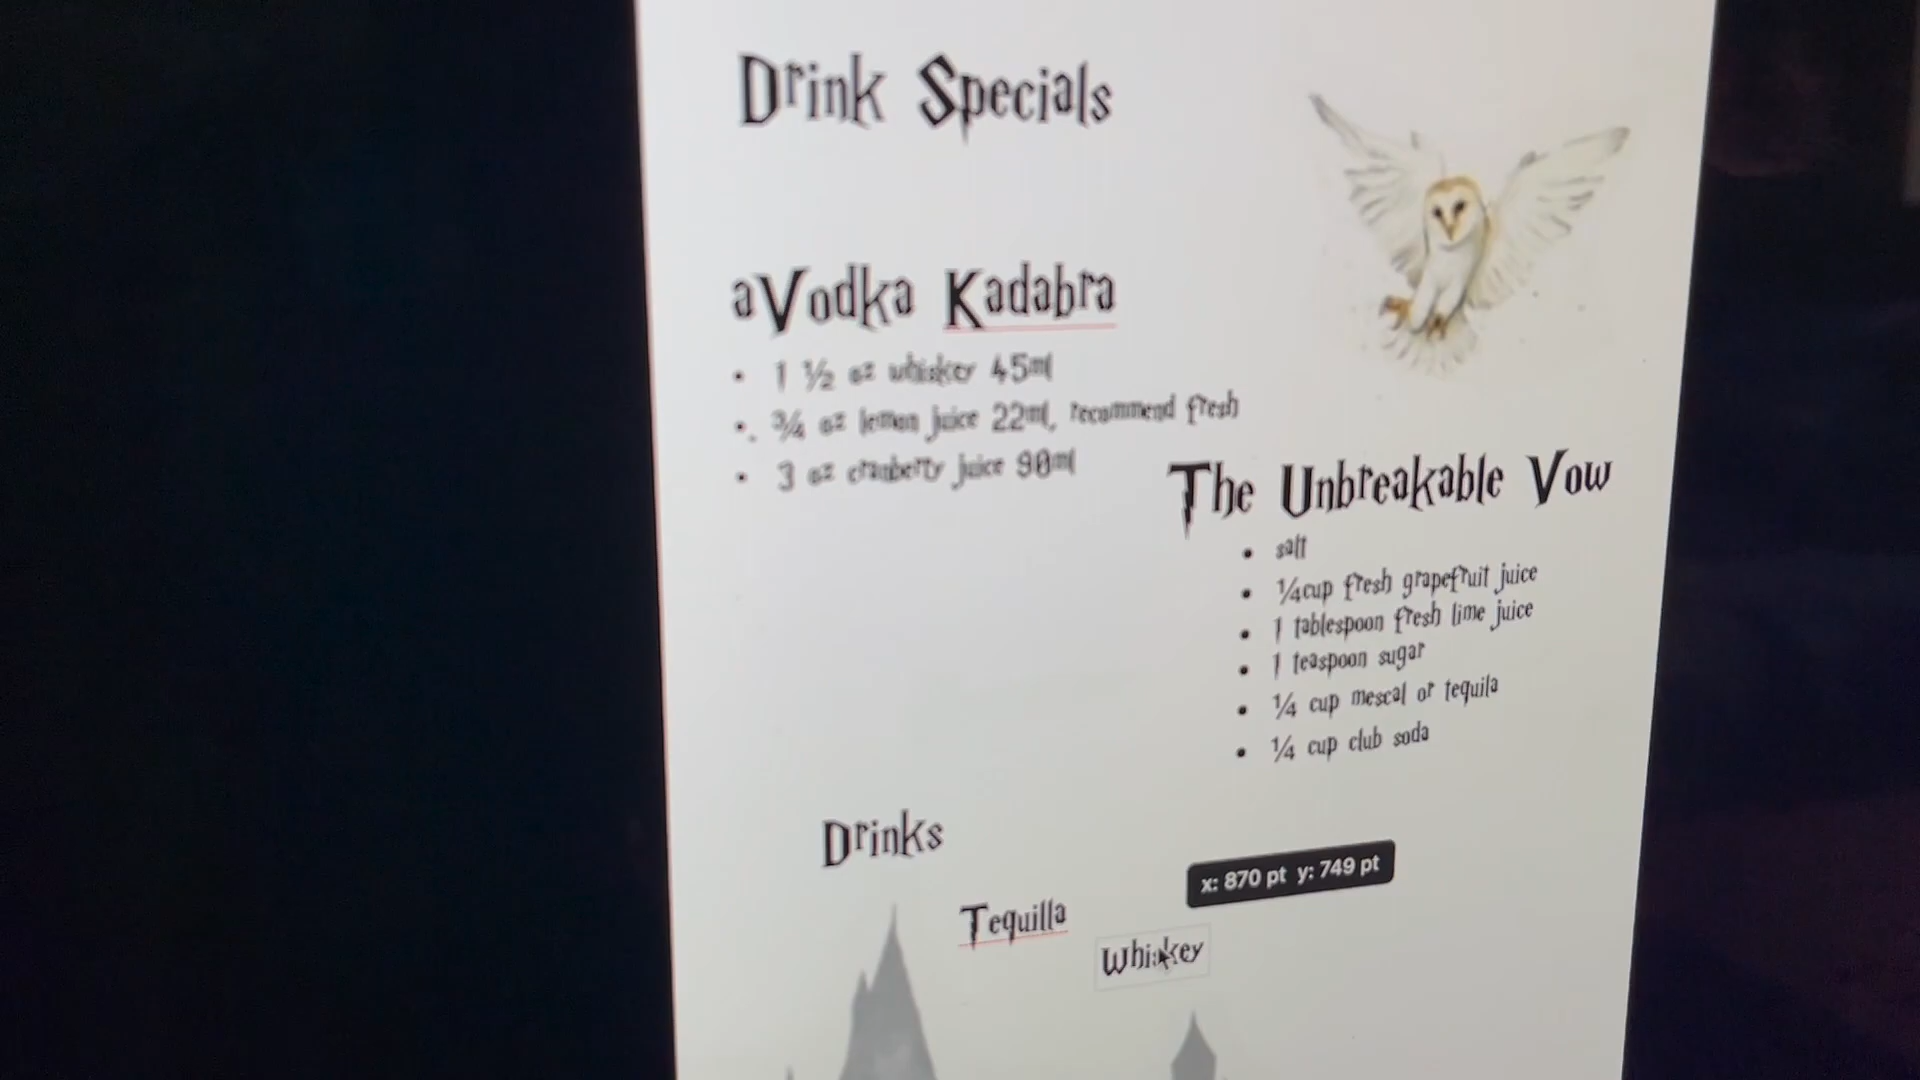 Drink Specials
aVodka Kadabra
• 1 ½ oz whiskey 45ml
•. ¾ oz lemon juice 22ml, recommend fresh
• 3 oz cranberry juice 90ml
The Unbreakable Vow
• salt
• ¼cup fresh grapefruit juice
• 1 tablespoon fresh lime juice
• 1 teaspoon sugar
• ¼ cup mescal or tequila
• ¼ cup club soda
Drinks
x: 870 pt y: 749 pt
Tequilla
Whiskey